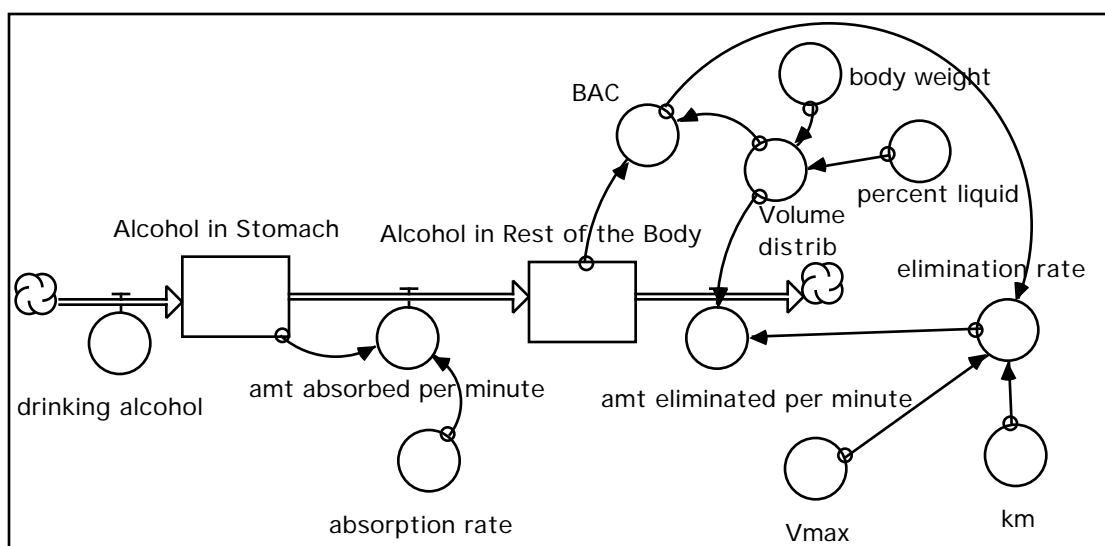 body weight
BAC
percent liquid
Volume
distrib
Alcohol in Stomach
Alcohol in Rest of the Body
elimination rate
drinking alcohol
amt absorbed per minute
amt eliminated per minute
absorption rate
Vmax
km